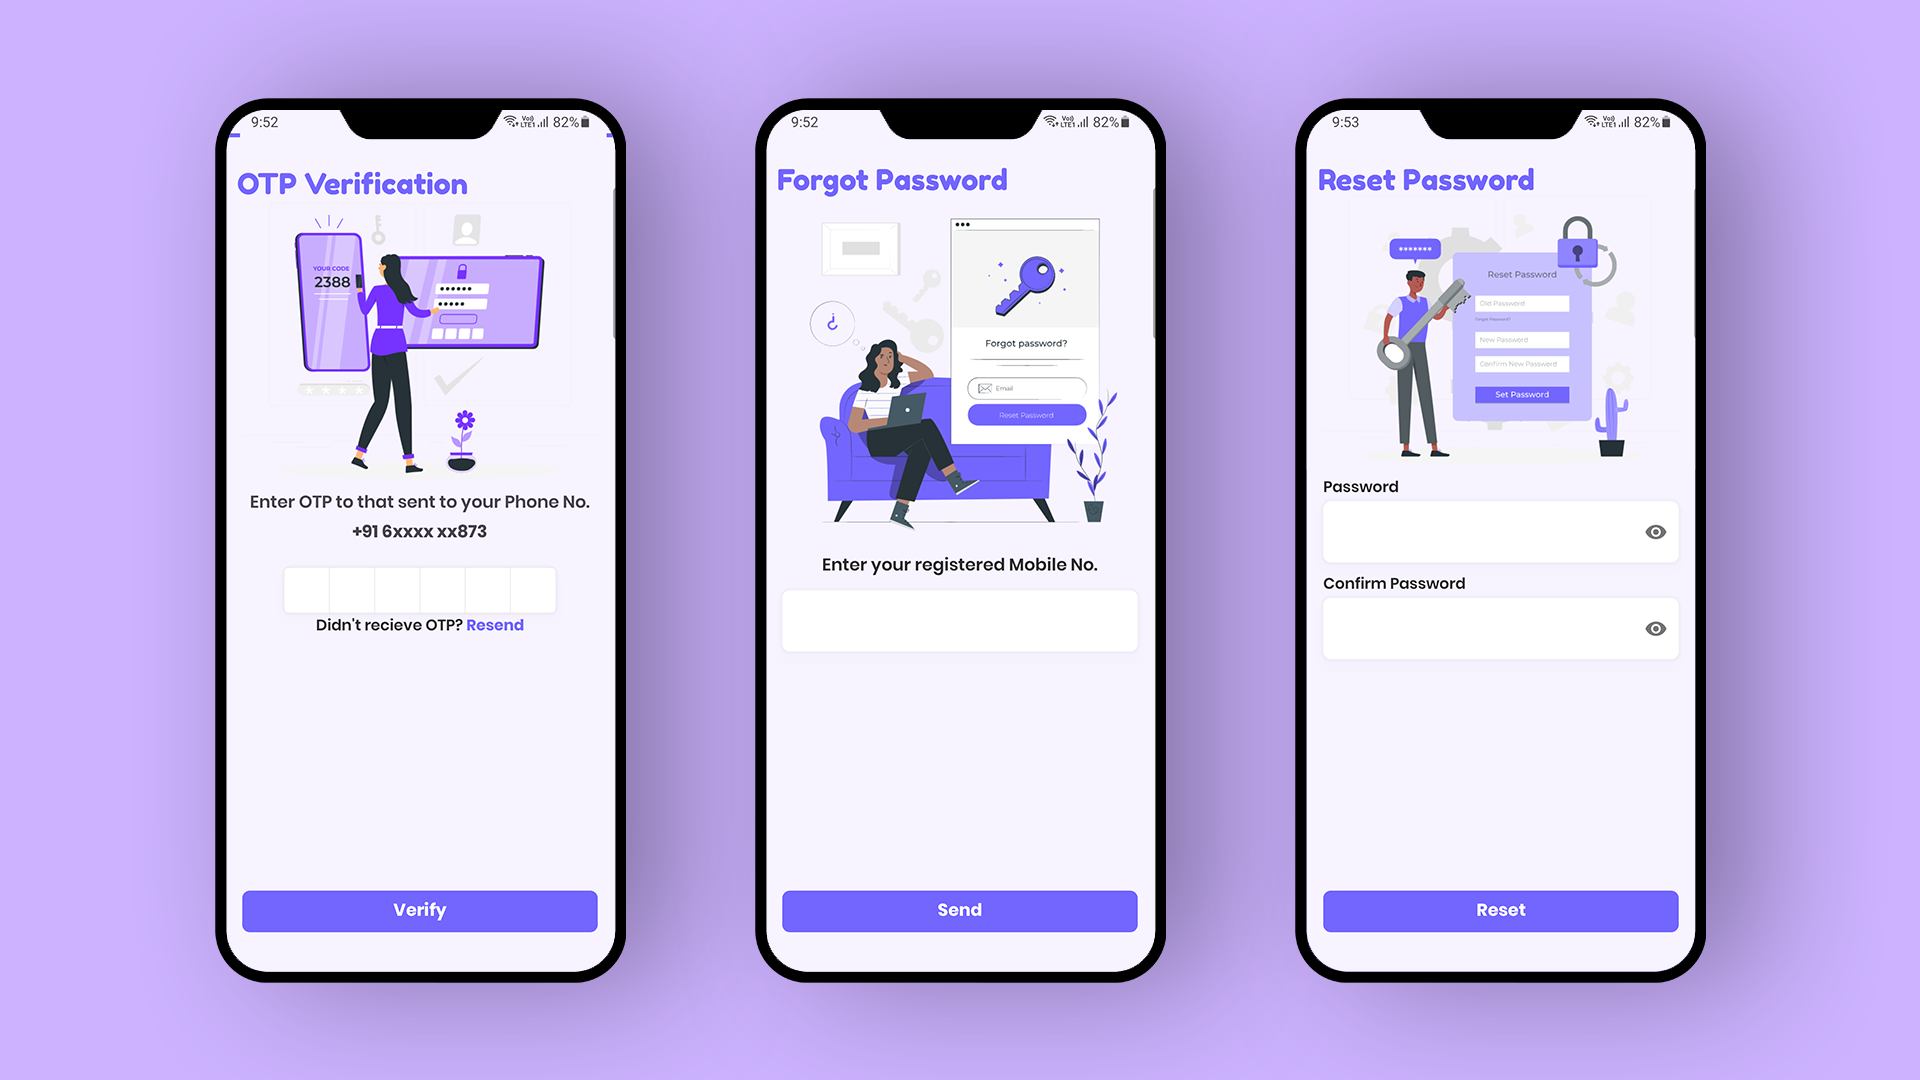 9:52
Vo))
LTE1
82%
OTP Verification
YOUR CODE
2388
Enter OTP to that sent to your Phone No.
+91 6xxxx xx873
Didn't recieve OTP? Resend
Verify
9:52
Vo))
LTE1
82%
Forgot Password
¿
Forgot password?
Email
Reset Password
Enter your registered Mobile No.
Send
9:53
Vo))
LTE1
82%
Reset Password
*******
Reset Password
Old Password
Forgot Password?
New Password
Confirm New Password
Set Password
Password
Confirm Password
Reset